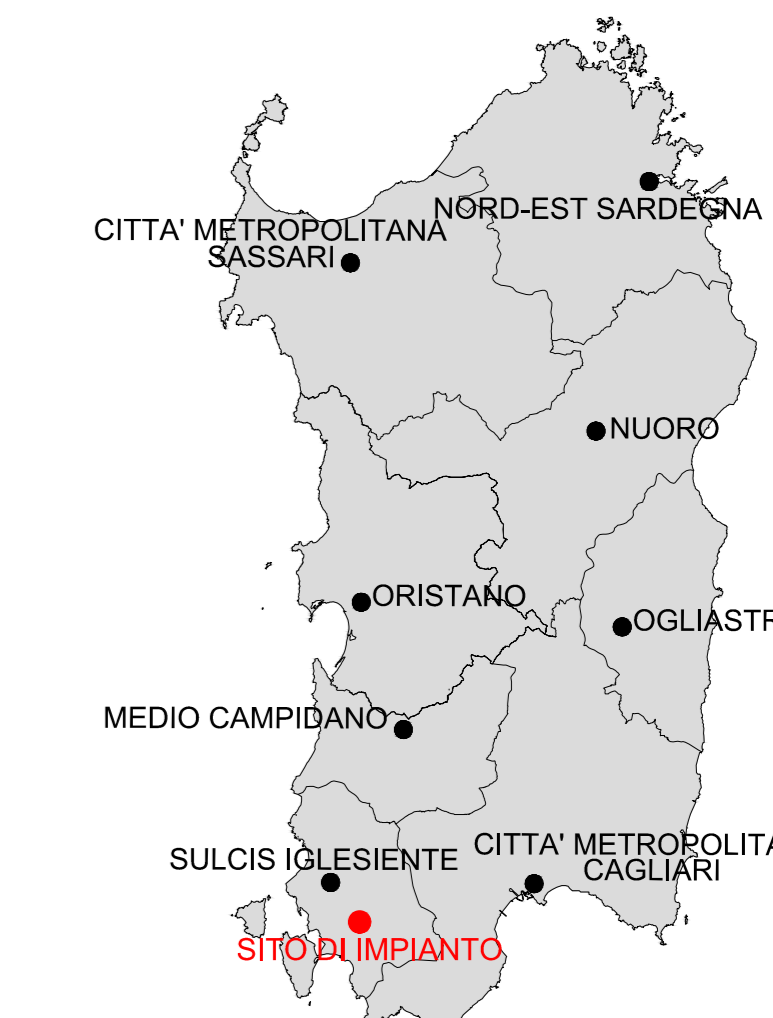 NORD-EST SARDEGNA
CITTA' METROPOLITANA
SASSARI
NUORO
ORISTANO
OGLIASTR
MEDIO CAMPIDANO
CITTA' METROPOLITA
CAGLIARI
SULCIS IGLESIENTE
SITO DI IMPIANTO